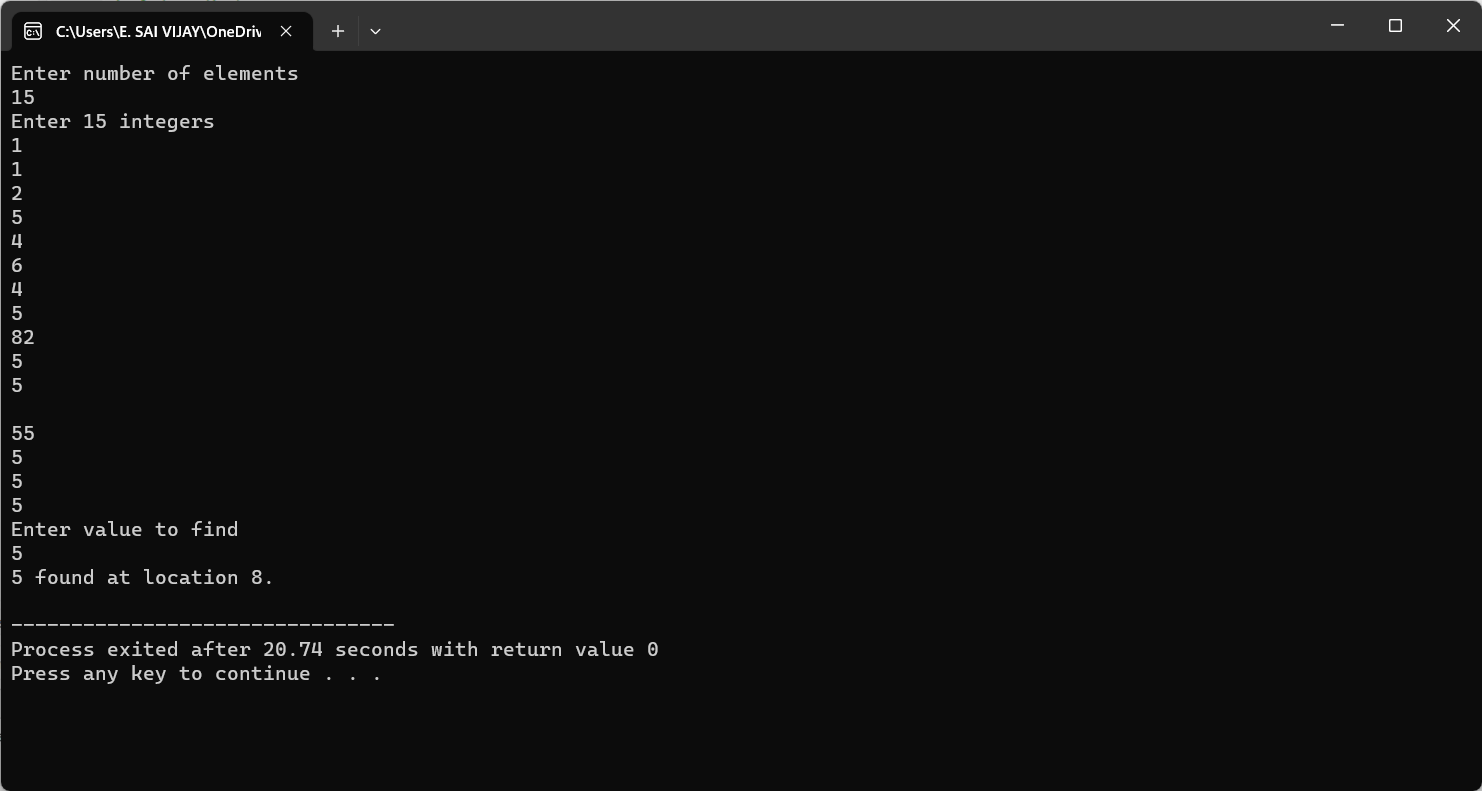 C:\Users\E. SAI VIJAY\OneDriv
Enter number of elements
15
Enter 15 integers
1
1
2
5
4
6
4
5
82
5
5
55
5
5
5
Enter value to find
5
5 found at location 8.
--------------------------------
Process exited after 20.74 seconds with return value 0
Press any key to continue . . .